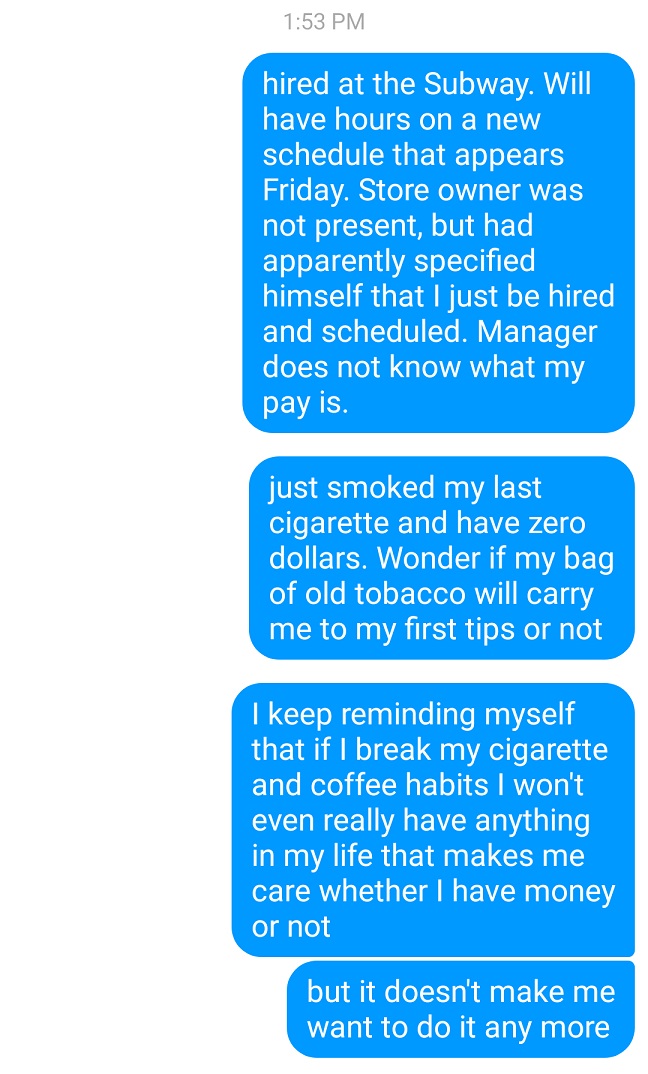 1:53 PM
hired at the Subway. Will
have hours on a new
schedule that appears
Friday. Store owner was
not present, but had
apparently specified
himself that I just be hired
and scheduled. Manager
does not know what my
pay is.
just smoked my last
cigarette and have zero
dollars. Wonder if my bag
of old tobacco will carry
me to my first tips or not
I keep reminding myself
that if I break my cigarette
and coffee habits I won't
even really have anything
in my life that makes me
care whether I have money
or not
but it doesn't make me
want to do it any more